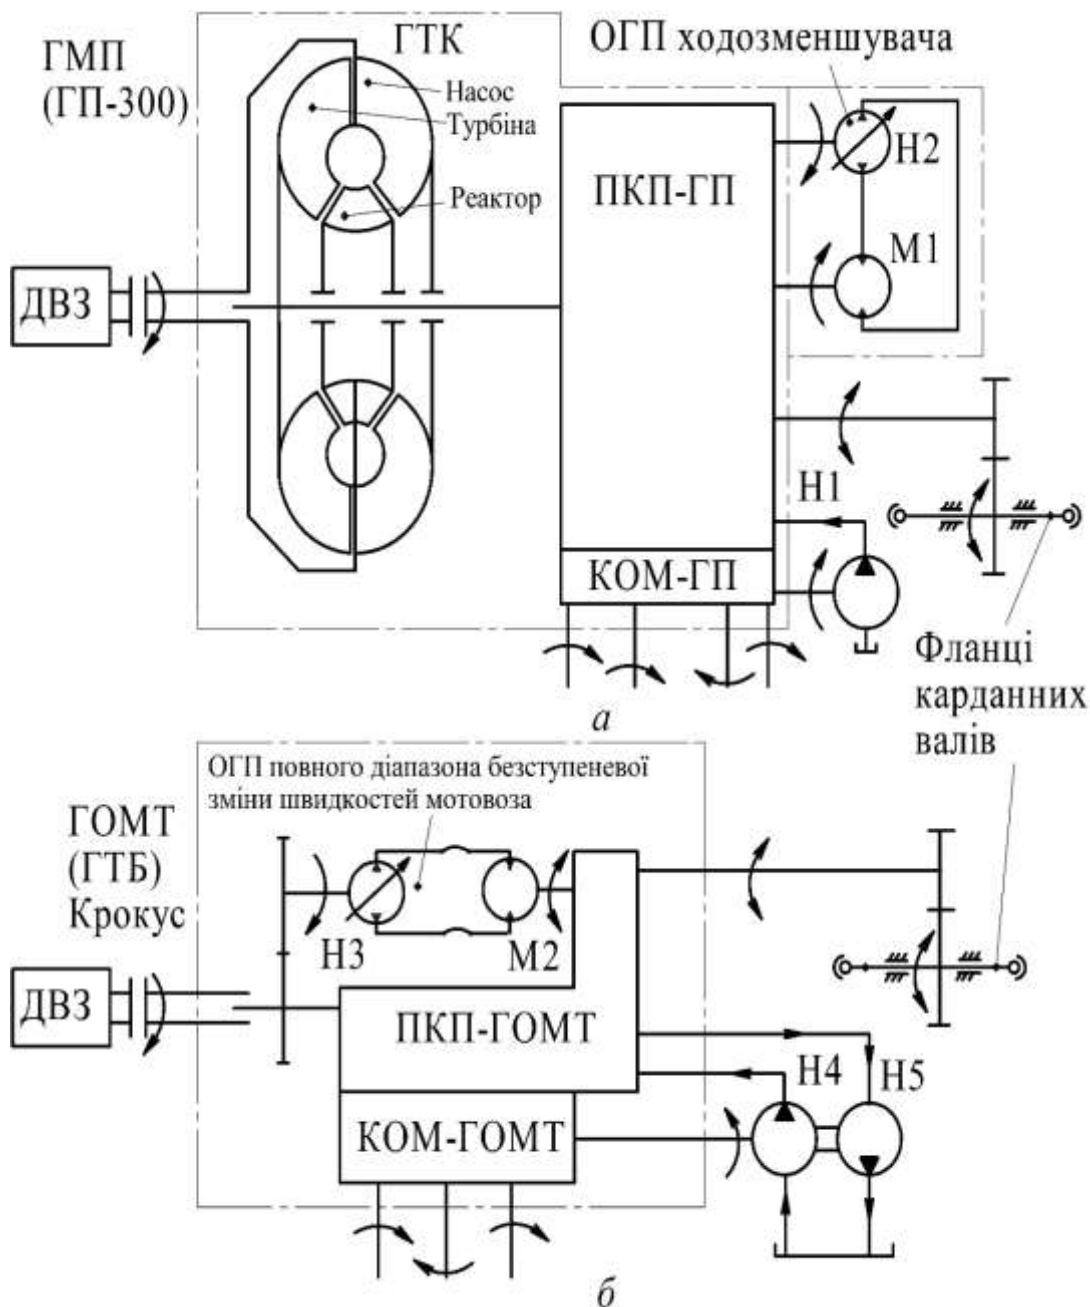 ГМП
(ГП-300)
ГТК
Насос
Турбіна
Реактор
ДВЗ
ПКП-ГП
КОМ-ГП
ОГП ходозменшувача
Н2
М1
Н1
Фланці
карданних
валів
а
ОГП повного діапазона безступеневої
зміни швидкостей мотовоза
ГОМТ
(ГТБ)
Крокус
Н3
М2
ДВЗ
ПКП-ГОМТ
КОМ-ГОМТ
Н4
Н5
б